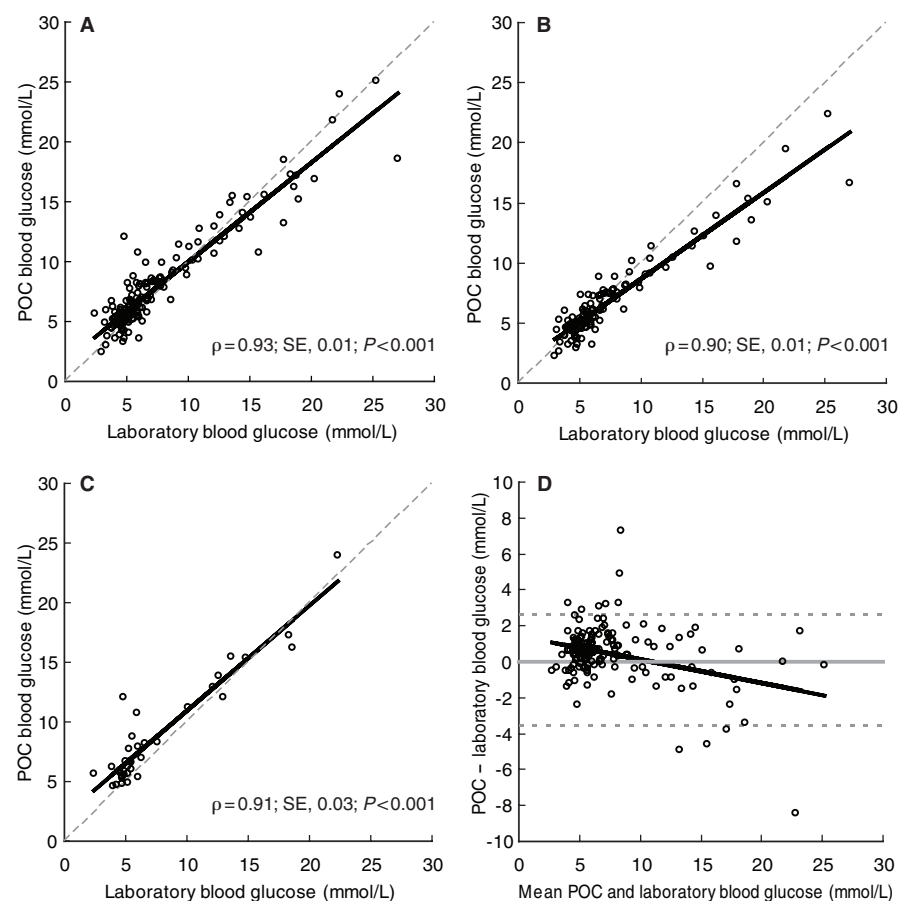 A
30
25
20
15
10
5
0
0 5 10 15 20 25 30
POC blood glucose (mmol/L)
Laboratory blood glucose (mmol/L)
ρ=0.93; SE, 0.01; P<0.001
B
30
25
20
15
10
5
0
0 5 10 15 20 25 30
POC blood glucose (mmol/L)
Laboratory blood glucose (mmol/L)
ρ=0.90; SE, 0.01; P<0.001
C
30
25
20
15
10
5
0
0 5 10 15 20 25 30
POC blood glucose (mmol/L)
Laboratory blood glucose (mmol/L)
ρ=0.91; SE, 0.03; P<0.001
D
10
8
6
4
2
0
-2
-4
-6
-8
-10
0 5 10 15 20 25 30
POC − laboratory blood glucose (mmol/L)
Mean POC and laboratory blood glucose (mmol/L)